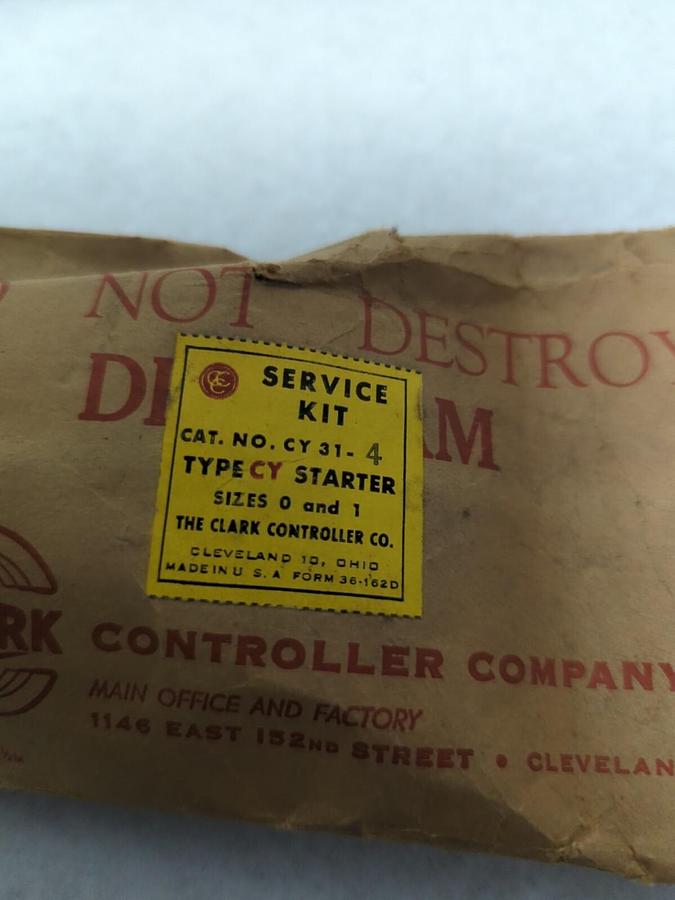 NOT DESTROY
SERVICE
KIT
CAT. NO. CY 31-4
TYPE CY STARTER
SIZES 0 and 1
THE CLARK CONTROLLER CO.
CLEVELAND 10, OHIO
MADE IN U S. A FORM 36-162D
RK CONTROLLER COMPANY
MAIN OFFICE AND FACTORY
1146 EAST 152ND STREET • CLEVELAN